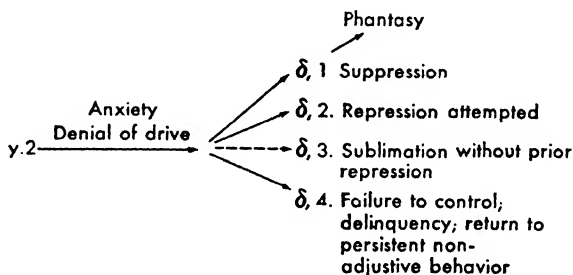 Phantasy
δ, 1 Suppression
Anxiety
Denial of drive
δ, 2. Repression attempted
y.2
δ, 3. Sublimation without prior
repression
δ, 4. Failure to control;
delinquency; return to
persistent non-
adjustive behavior